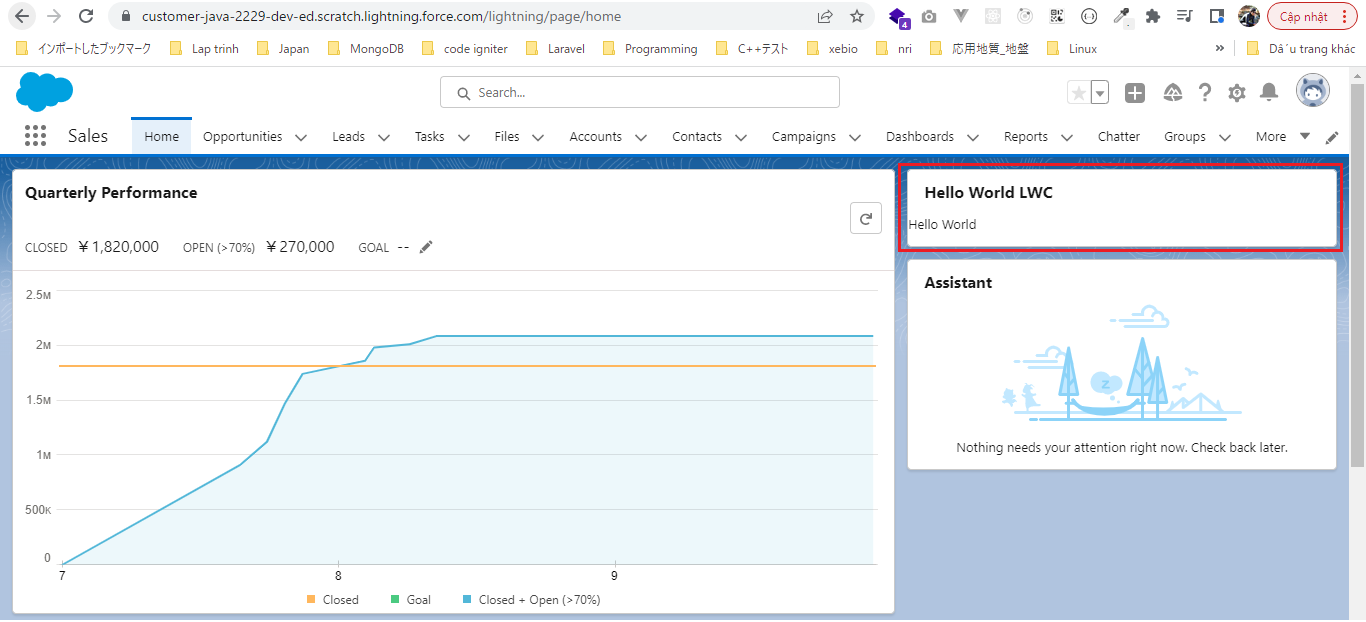 customer-java-2229-dev-ed.scratch.lightning.force.com/lightning/page/home
4
Cập nhật
インポートしたブックマーク Lap trinh Japan MongoDB code igniter Laravel Programming C++テスト xebio nri 応用地質_地盤 Linux » Dấu trang khác
Search...
Sales Home Opportunities Leads Tasks Files Accounts Contacts Campaigns Dashboards Reports Chatter Groups More
Quarterly Performance
CLOSED ¥ 1,820,000 OPEN (>70%) ¥ 270,000 GOAL --
2.5M
2M
1.5M
1M
500K
0
7 8 9
Closed Goal Closed + Open (>70%)
Hello World LWC
Hello World
Assistant
z
Nothing needs your attention right now. Check back later.